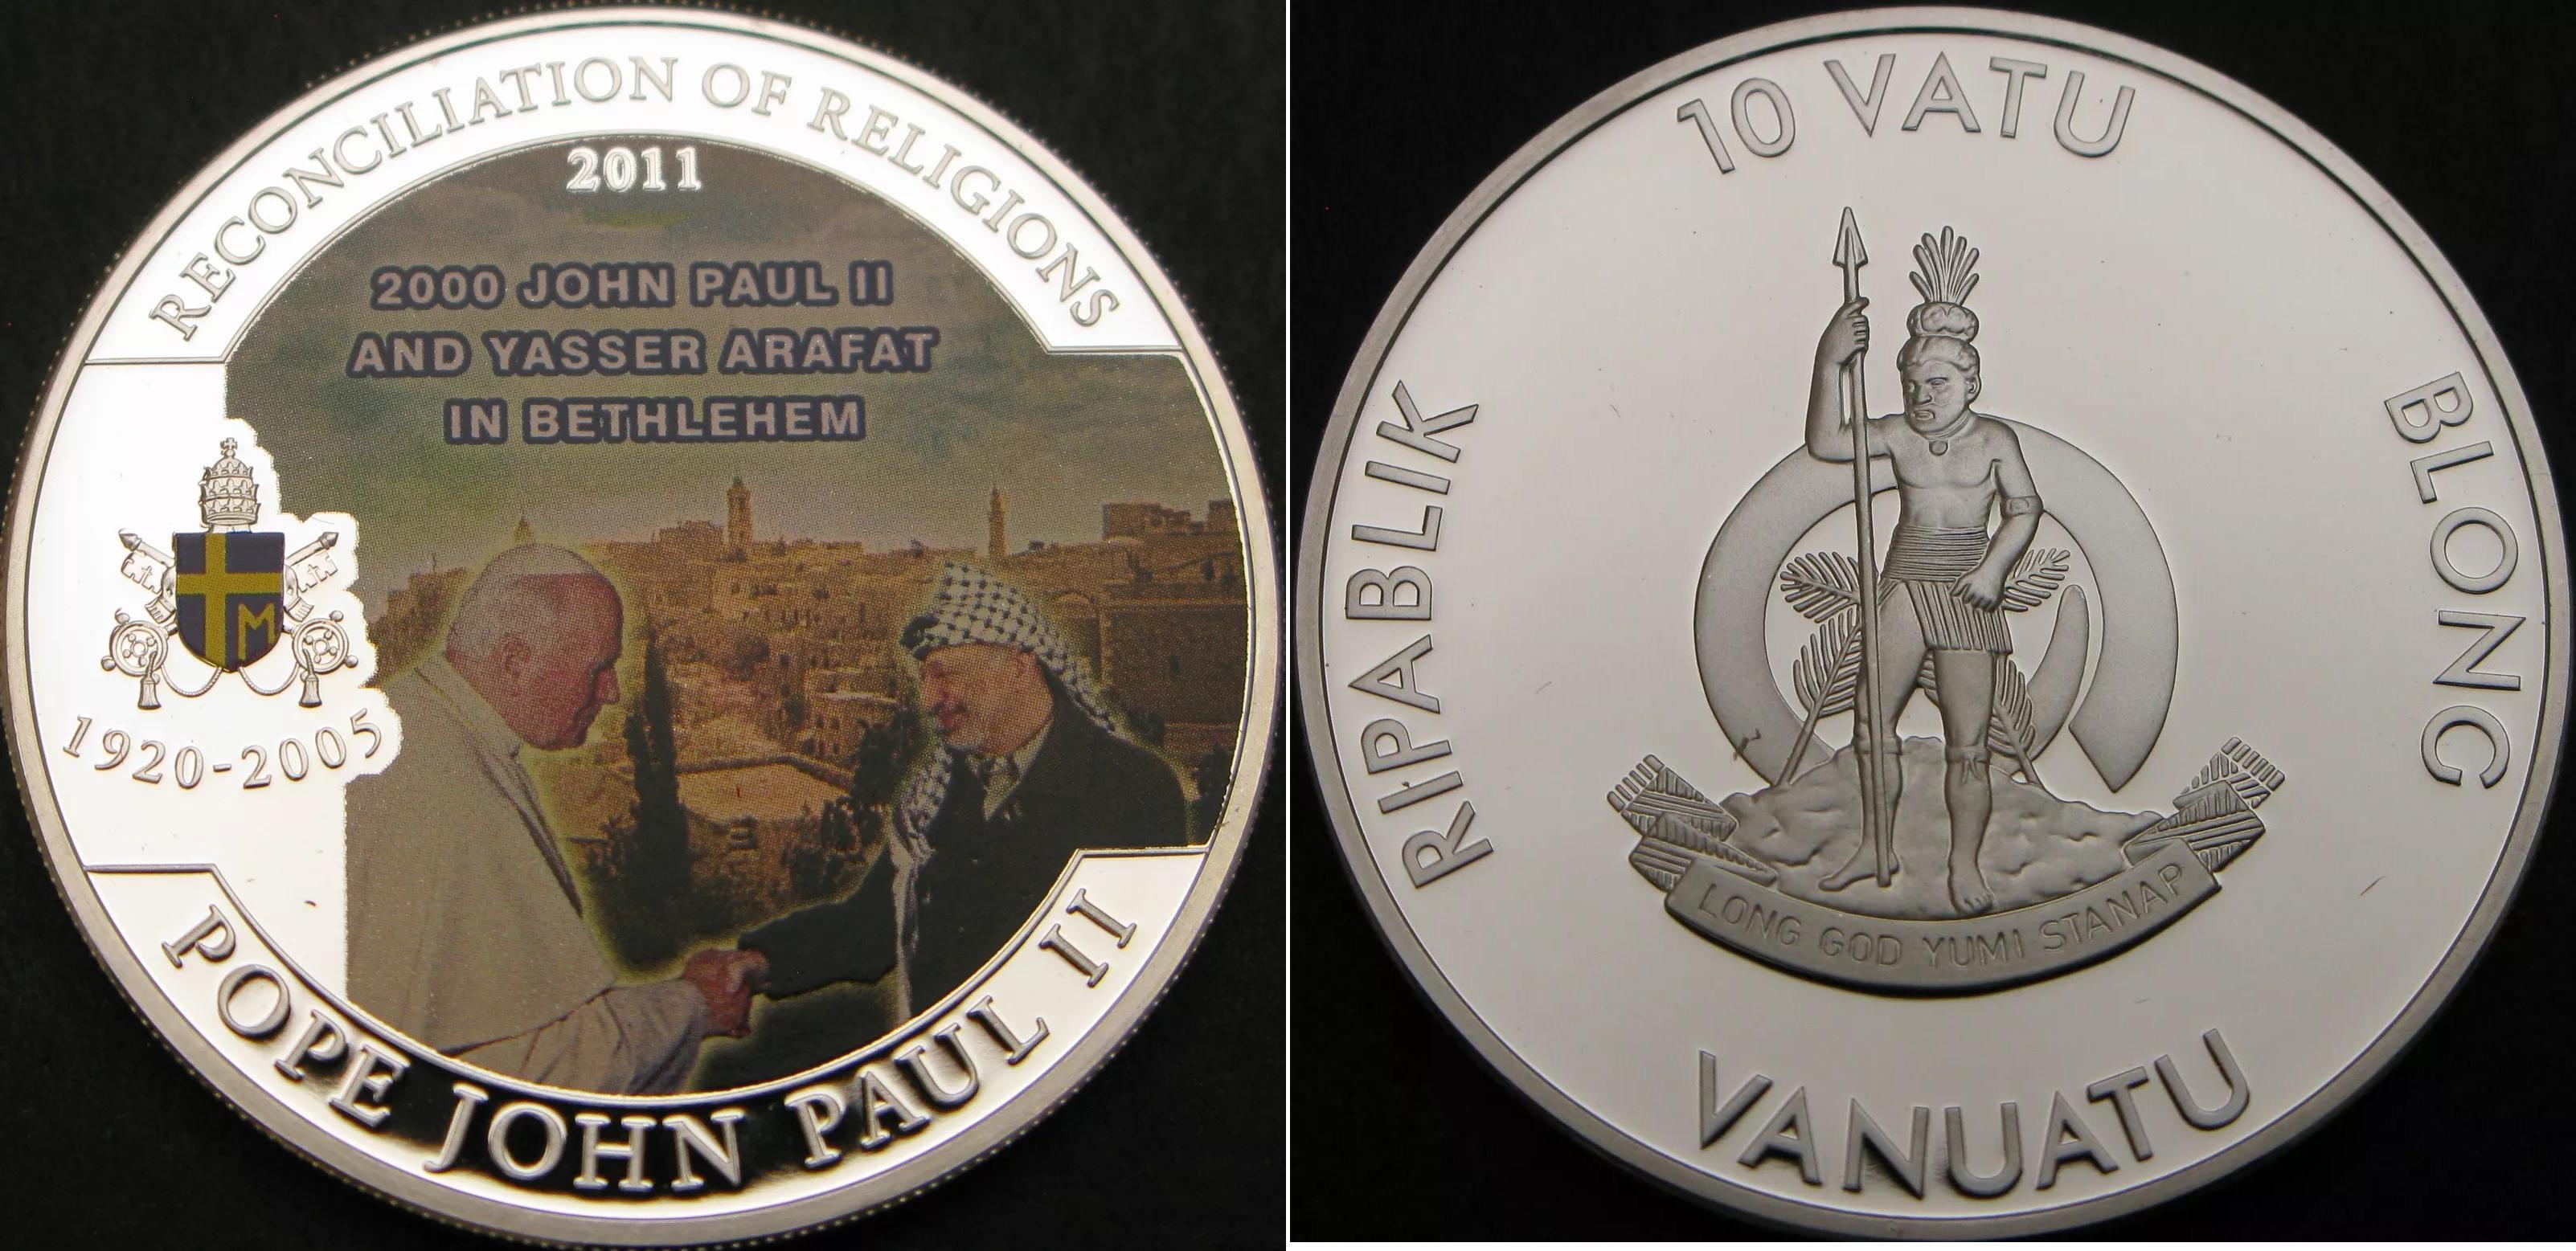 RECONCILIATION OF RELIGIONS
2011
2000 JOHN PAUL II
AND YASSER ARAFAT
IN BETHLEHEM
M
1920-2005
POPE JOHN PAUL II
10 VATU
RIPABLIK
BLONG
LONG GOD YUMI STANAP
VANUATU